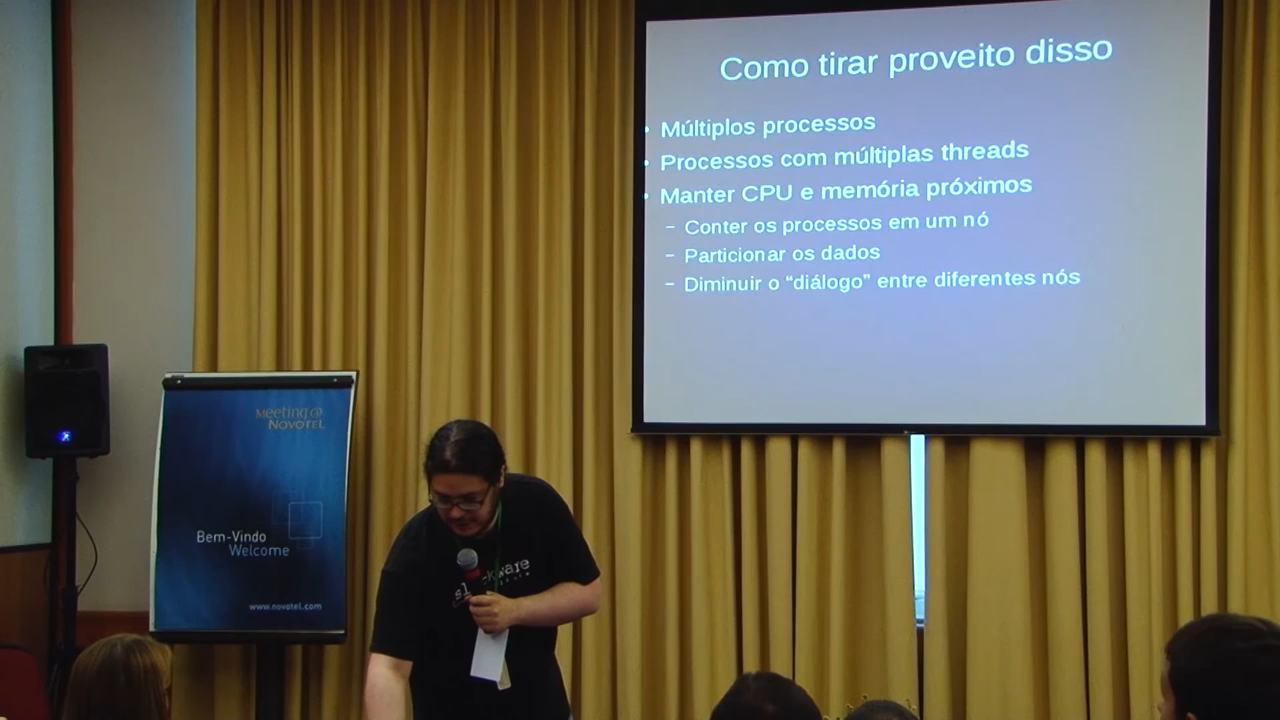 Como tirar proveito disso
• Múltiplos processos
• Processos com múltiplas threads
• Manter CPU e memória próximos
– Conter os processos em um nó
– Particionar os dados
– Diminuir o “diálogo” entre diferentes nós
Meeting@
Novotel
Bem-Vindo
Welcome
www.novotel.com